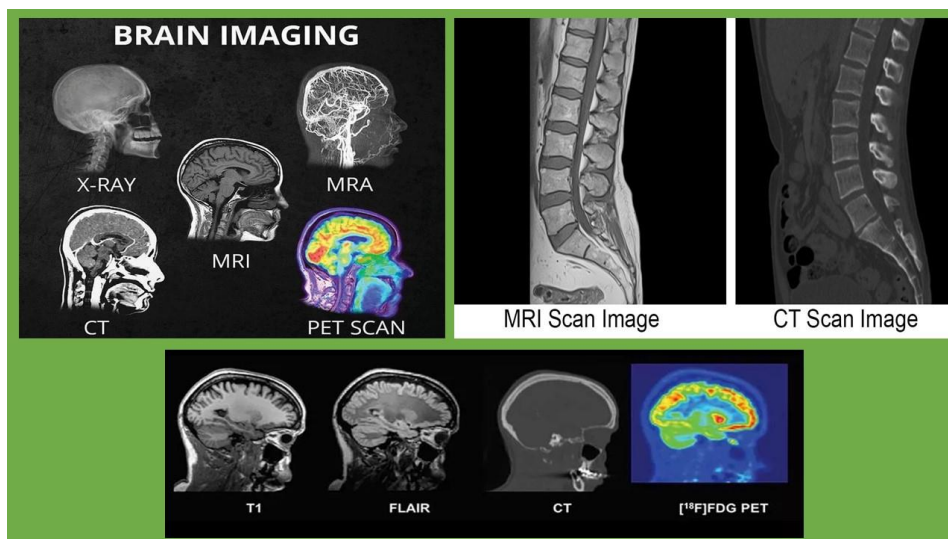 BRAIN IMAGING
X-RAY
MRA
MRI
CT
PET SCAN
MRI Scan Image
CT Scan Image
T1
FLAIR
CT
[¹⁸F]FDG PET